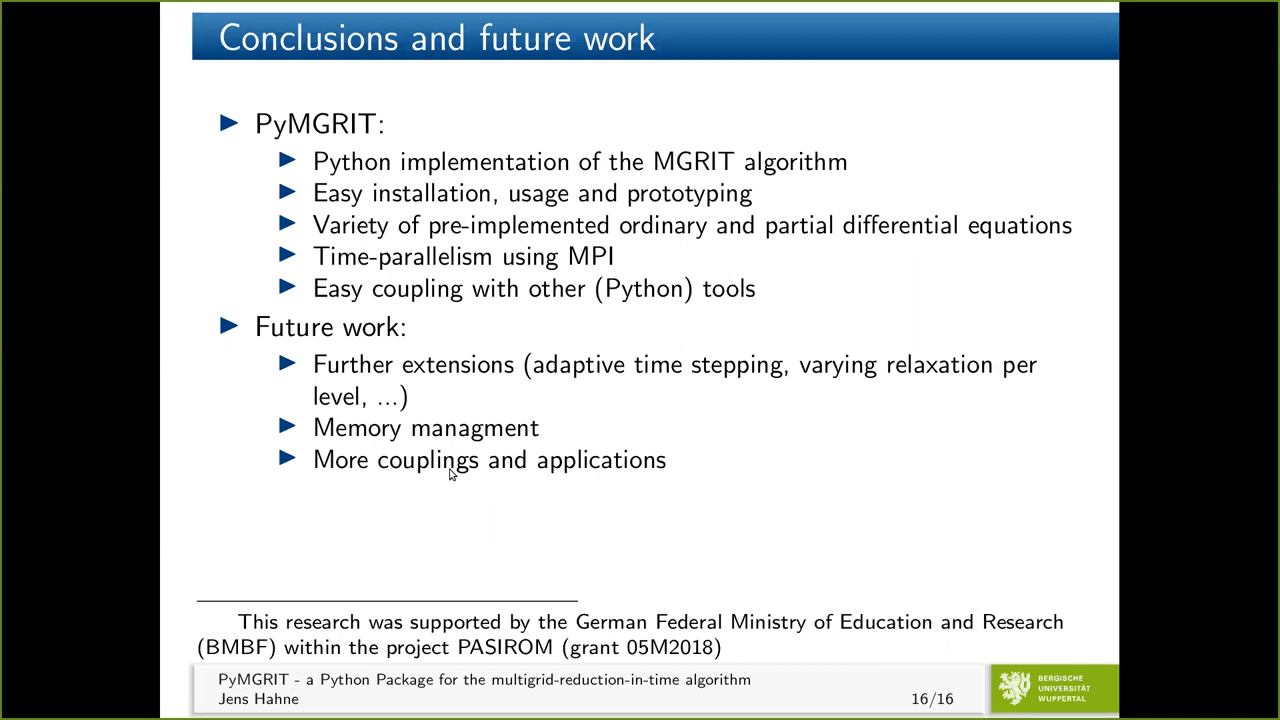 Conclusions and future work
PyMGRIT:
Python implementation of the MGRIT algorithm
Easy installation, usage and prototyping
Variety of pre-implemented ordinary and partial differential equations
Time-parallelism using MPI
Easy coupling with other (Python) tools
Future work:
Further extensions (adaptive time stepping, varying relaxation per
level, ...)
Memory managment
More couplings and applications
This research was supported by the German Federal Ministry of Education and Research
(BMBF) within the project PASIROM (grant 05M2018)
PyMGRIT - a Python Package for the multigrid-reduction-in-time algorithm
Jens Hahne
16/16
BERGISCHE
UNIVERSITÄT
WUPPERTAL